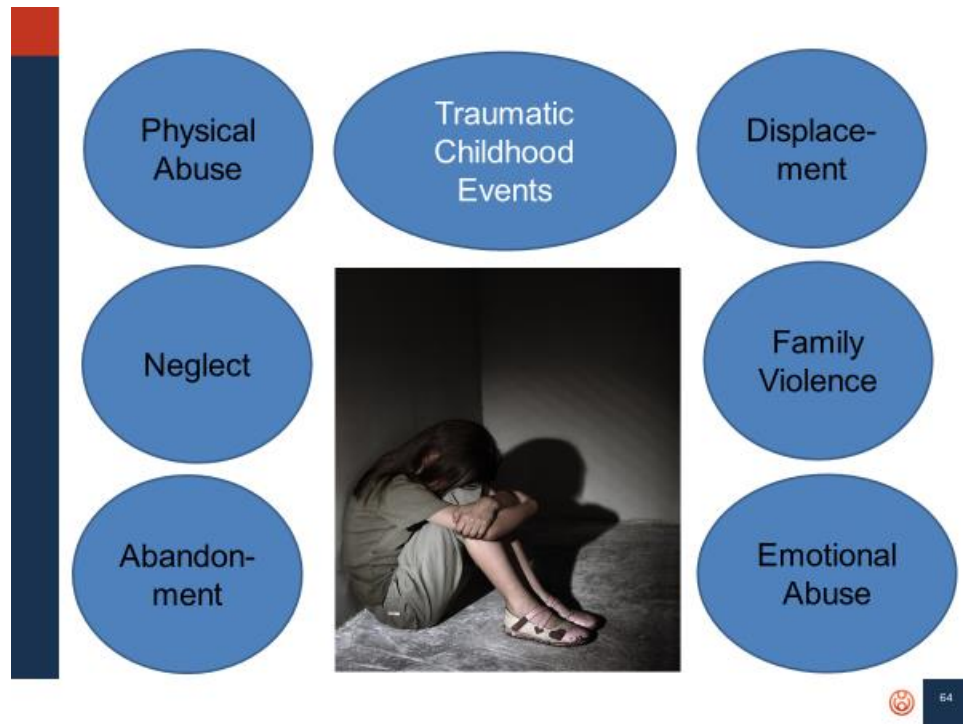 Physical
Abuse
Traumatic
Childhood
Events
Displace-
ment
Neglect
Family
Violence
Abandon-
ment
Emotional
Abuse
64